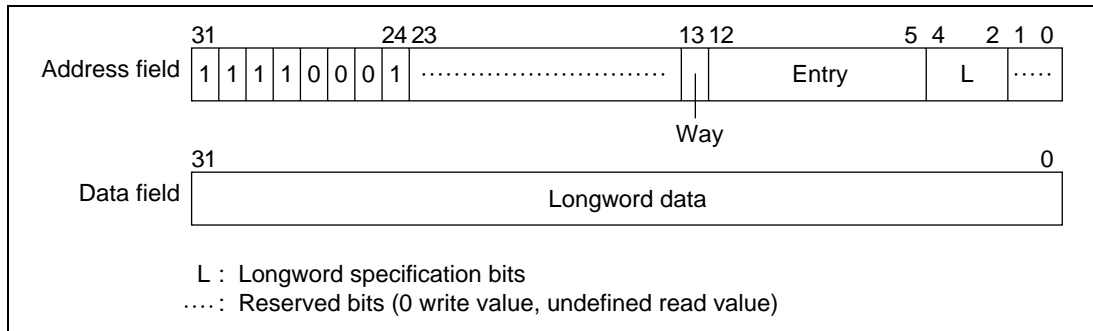 31 24 23 13 12 5 4 2 1 0
Address field 1 1 1 1 0 0 0 1 .............................. Entry L .....
Way
31 0
Data field Longword data
L : Longword specification bits
.... : Reserved bits (0 write value, undefined read value)